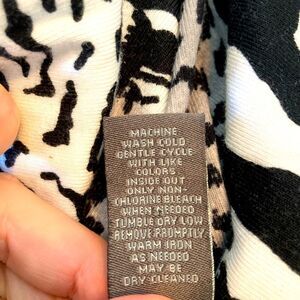 MACHINE
WASH COLD
GENTLE CYCLE
WITH LIKE
COLORS
INSIDE OUT
ONLY NON-
CHLORINE BLEACH
WHEN NEEDED
TUMBLE DRY LOW
REMOVE PROMPTLY
WARM IRON
AS NEEDED
MAY BE
DRY CLEANED